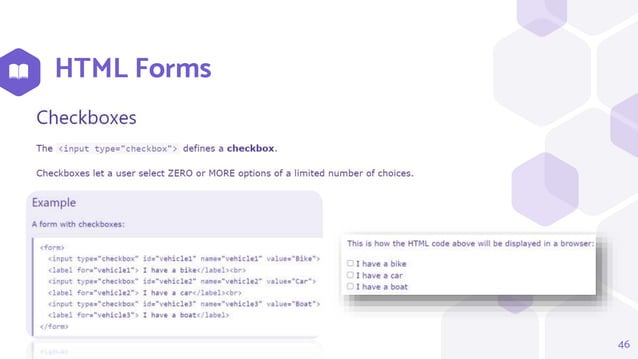 HTML Forms
Checkboxes
The <input type="checkbox"> defines a checkbox.
Checkboxes let a user select ZERO or MORE options of a limited number of choices.
Example
A form with checkboxes:
<form>
<input type="checkbox" id="vehicle1" name="vehicle1" value="Bike">
<label for="vehicle1"> I have a bike</label><br>
<input type="checkbox" id="vehicle2" name="vehicle2" value="Car">
<label for="vehicle2"> I have a car</label><br>
<input type="checkbox" id="vehicle3" name="vehicle3" value="Boat">
<label for="vehicle3"> I have a boat</label>
</form>
This is how the HTML code above will be displayed in a browser:
I have a bike
I have a car
I have a boat
46